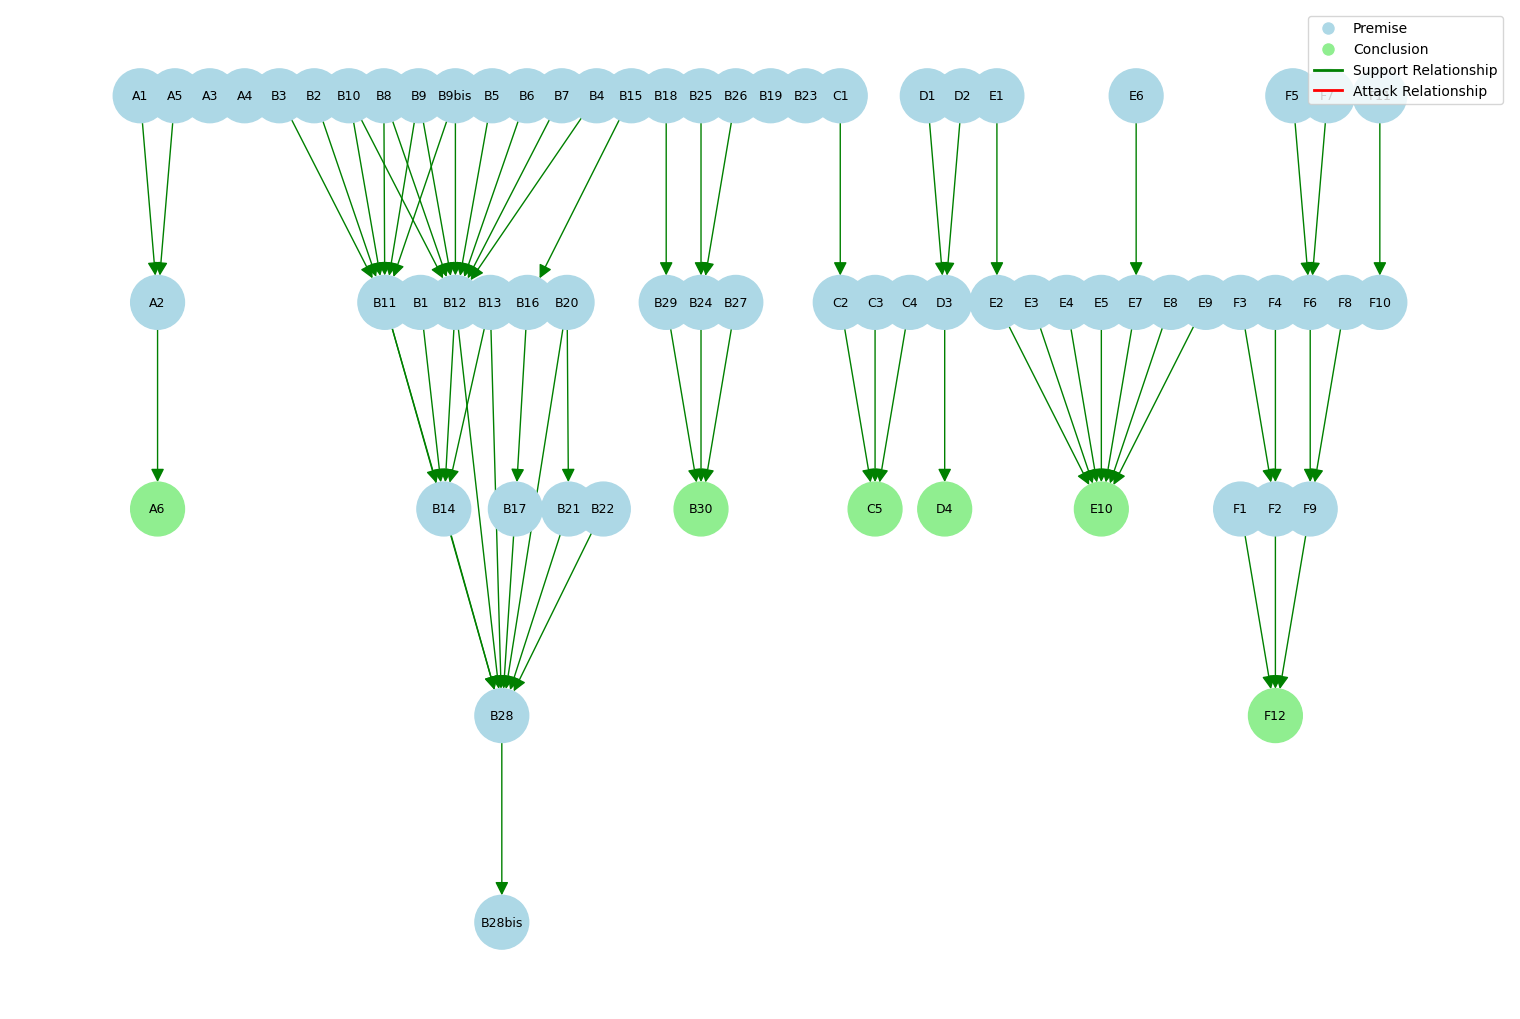 Premise
Conclusion
Support Relationship
Attack Relationship
A1 A5 A3 A4 B3 B2 B10 B8 B9 B9bis B5 B6 B7 B4 B15 B18 B25 B26 B19 B23 C1 D1 D2 E1 E6 F5 F7 F11
A2 B11 B1 B12 B13 B16 B20 B29 B24 B27 C2 C3 C4 D3 E2 E3 E4 E5 E7 E8 E9 F3 F4 F6 F8 F10
A6 B14 B17 B21 B22 B30 C5 D4 E10 F1 F2 F9
B28 F12
B28bis